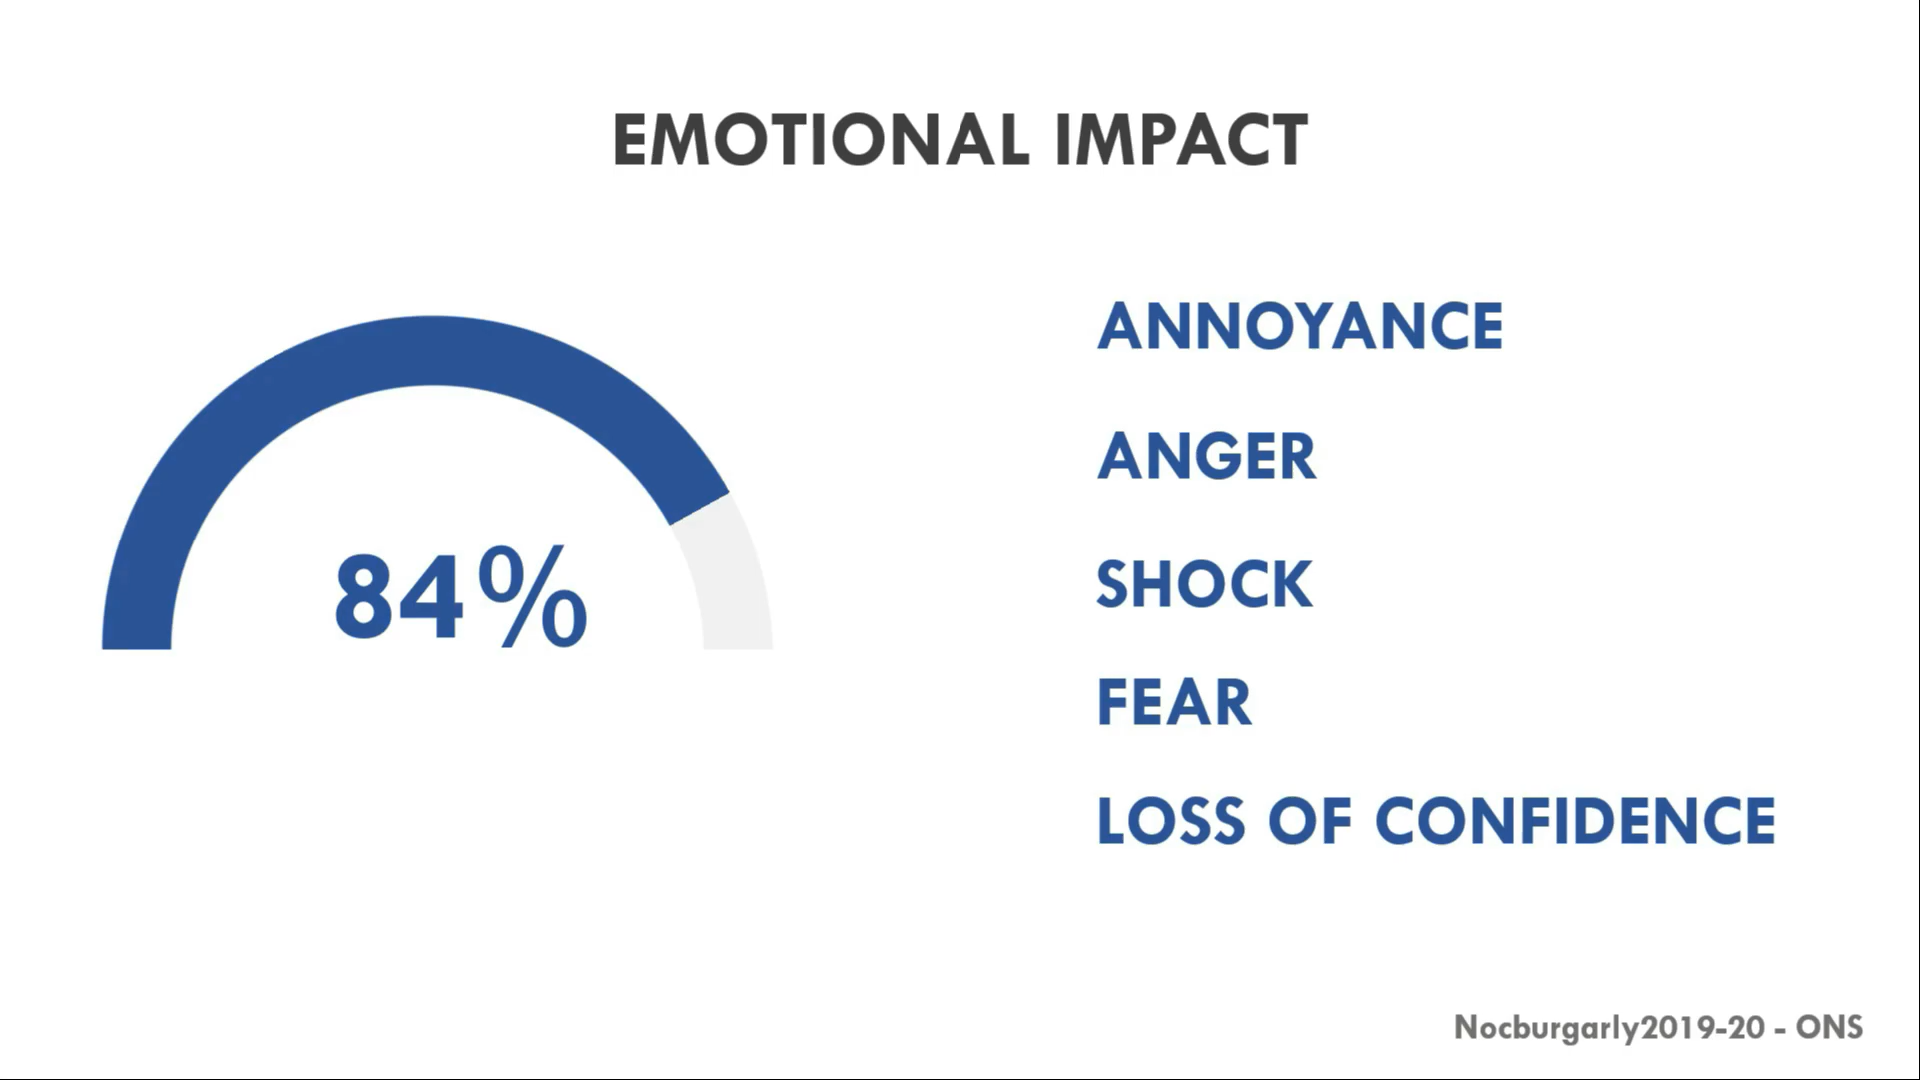 EMOTIONAL IMPACT
84%
ANNOYANCE
ANGER
SHOCK
FEAR
LOSS OF CONFIDENCE
Nocburgarly2019-20 - ONS